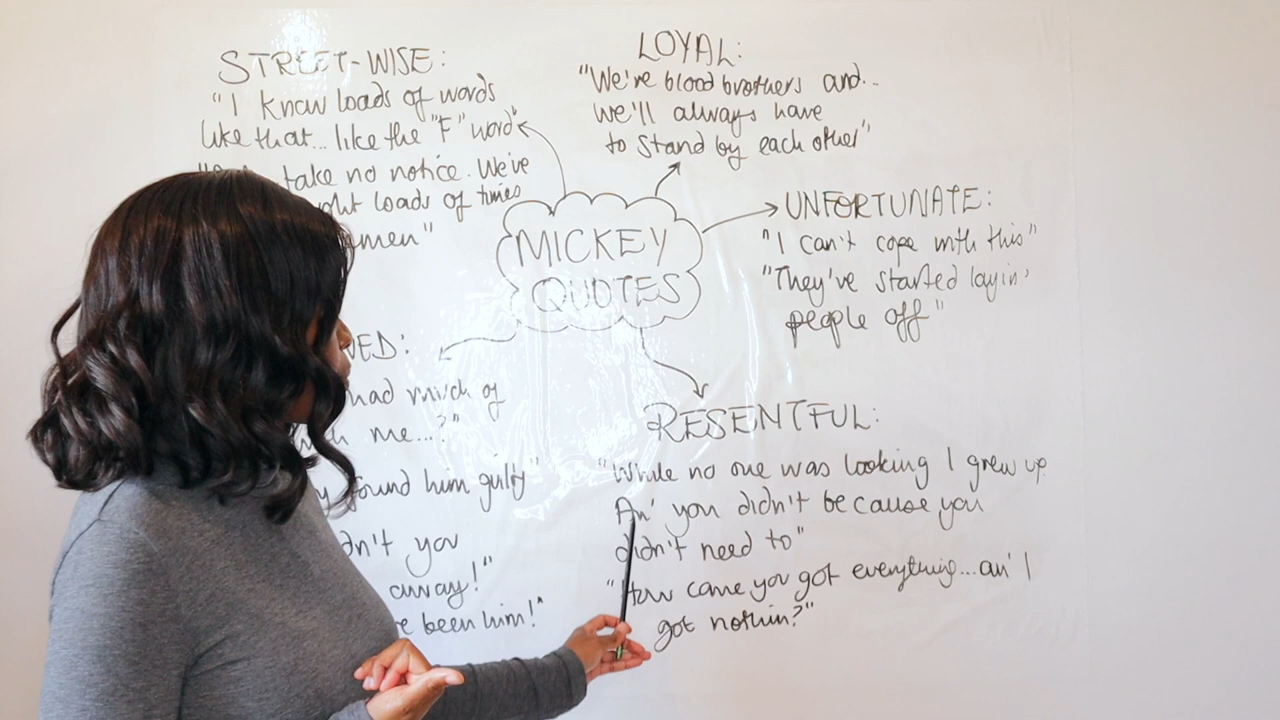 STREET-WISE:
"I know loads of words
like that... like the "F" word"
take no notice. We've
loads of times
LOYAL:
"We're blood brothers and...
we'll always have
to stand by each other"
MICKEY
QUOTES
UNFORTUNATE:
"I can't cope with this"
"They've started layin'
people off"
had much of
me...?"
found him guilty"
you
away!"
been him!"
RESENTFUL:
"While no one was looking I grew up.
An' you didn't because you
didn't need to"
"How come you got everything... an' I
got nothin?"